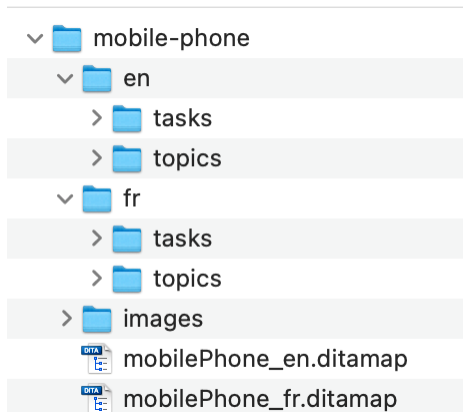 mobile-phone
en
tasks
topics
fr
tasks
topics
images
DITA mobilePhone_en.ditamap
DITA mobilePhone_fr.ditamap